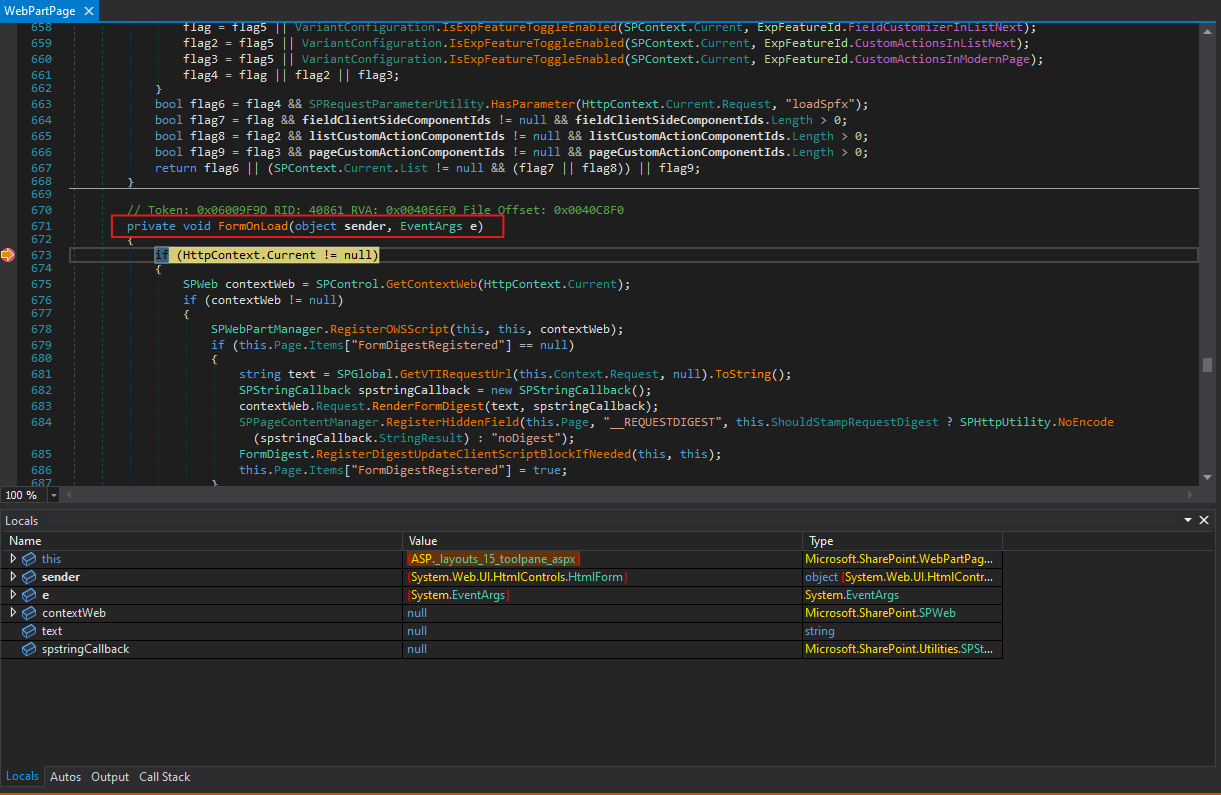 WebPartPage
658 flag = flag5 || VariantConfiguration.IsExpFeatureToggleEnabled(SPContext.Current, ExpFeatureId.FieldCustomizerInListNext);
659 flag2 = flag5 || VariantConfiguration.IsExpFeatureToggleEnabled(SPContext.Current, ExpFeatureId.CustomActionsInListNext);
660 flag3 = flag5 || VariantConfiguration.IsExpFeatureToggleEnabled(SPContext.Current, ExpFeatureId.CustomActionsInModernPage);
661 flag4 = flag || flag2 || flag3;
662 }
663 bool flag6 = flag4 && SPRequestParameterUtility.HasParameter(HttpContext.Current.Request, "loadSpfx");
664 bool flag7 = flag && fieldClientSideComponentIds != null && fieldClientSideComponentIds.Length > 0;
665 bool flag8 = flag2 && listCustomActionComponentIds != null && listCustomActionComponentIds.Length > 0;
666 bool flag9 = flag3 && pageCustomActionComponentIds != null && pageCustomActionComponentIds.Length > 0;
667 return flag6 || (SPContext.Current.List != null && (flag7 || flag8)) || flag9;
668 }
669
670 // Token: 0x06009F9D RID: 40861 RVA: 0x0040E6F0 File Offset: 0x0040C8F0
671 private void FormOnLoad(object sender, EventArgs e)
672 {
673 if (HttpContext.Current != null)
674 {
675 SPWeb contextWeb = SPControl.GetContextWeb(HttpContext.Current);
676 if (contextWeb != null)
677 {
678 SPWebPartManager.RegisterOWSScript(this, this, contextWeb);
679 if (this.Page.Items["FormDigestRegistered"] == null)
680 {
681 string text = SPGlobal.GetVTIRequestUrl(this.Context.Request, null).ToString();
682 SPStringCallback spstringCallback = new SPStringCallback();
683 contextWeb.Request.RenderFormDigest(text, spstringCallback);
684 SPPageContentManager.RegisterHiddenField(this.Page, "__REQUESTDIGEST", this.ShouldStampRequestDigest ? SPHttpUtility.NoEncode
(spstringCallback.StringResult) : "noDigest");
685 FormDigest.RegisterDigestUpdateClientScriptBlockIfNeeded(this, this);
686 this.Page.Items["FormDigestRegistered"] = true;
687 }
100 %
Locals
Name Value Type
this {ASP._layouts_15_toolpane_aspx} Microsoft.SharePoint.WebPartPag...
sender {System.Web.UI.HtmlControls.HtmlForm} object {System.Web.UI.HtmlContr...
e {System.EventArgs} System.EventArgs
contextWeb null Microsoft.SharePoint.SPWeb
text null string
spstringCallback null Microsoft.SharePoint.Utilities.SPSt...
Locals Autos Output Call Stack